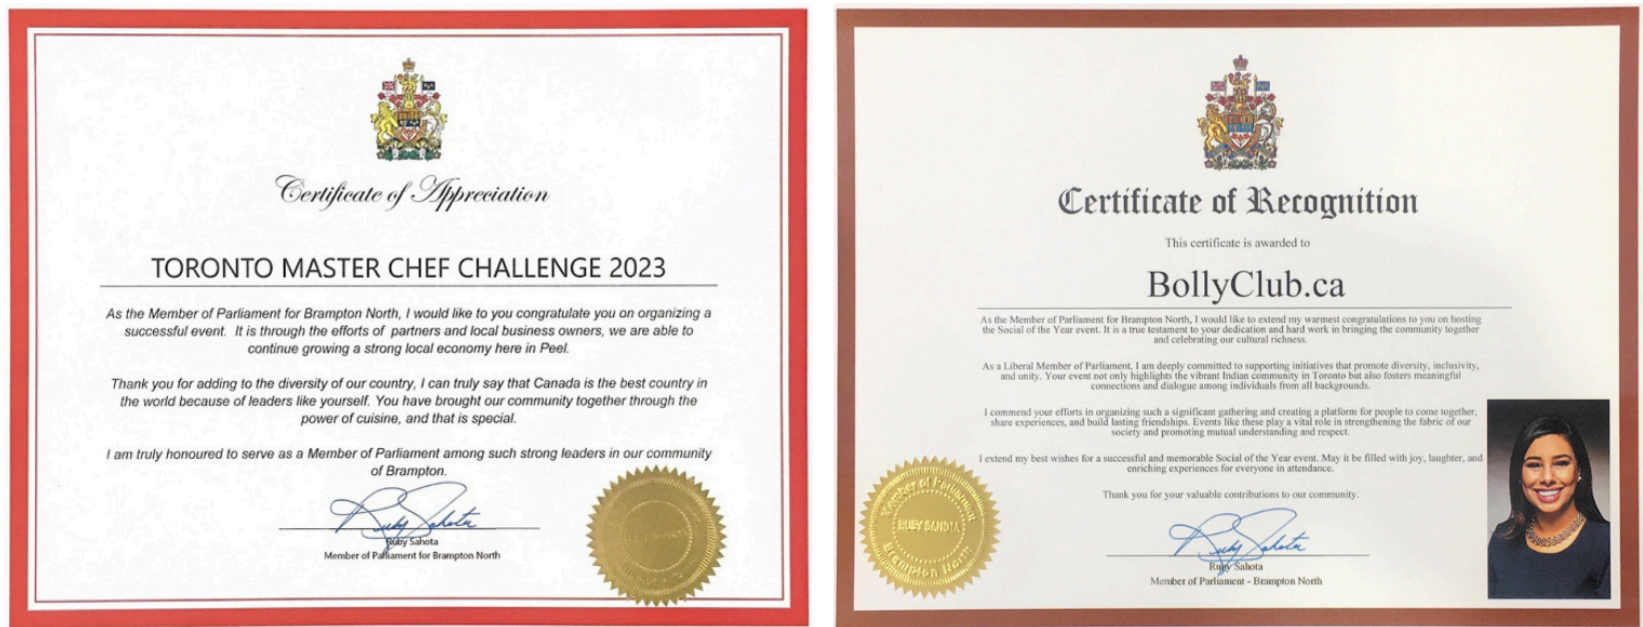 Certificate of Appreciation
TORONTO MASTER CHEF CHALLENGE 2023
As the Member of Parliament for Brampton North, I would like to you congratulate you on organizing a
successful event. It is through the efforts of partners and local business owners, we are able to
continue growing a strong local economy here in Peel.
Thank you for adding to the diversity of our country, I can truly say that Canada is the best country in
the world because of leaders like yourself. You have brought our community together through the
power of cuisine, and that is special.
I am truly honoured to serve as a Member of Parliament among such strong leaders in our community
of Brampton.
Ruby Sahota
Ruby Sahota
Member of Parliament for Brampton North
Certificate of Recognition
This certificate is awarded to
BollyClub.ca
As the Member of Parliament for Brampton North, I would like to extend my warmest congratulations to you on hosting
the Social of the Year event. It is a true testament to your dedication and hard work in bringing the community together
and celebrating our cultural richness.
As a Liberal Member of Parliament, I am deeply committed to supporting initiatives that promote diversity, inclusivity,
and unity. Your event not only highlights the vibrant Indian community in Toronto but also fosters meaningful
connections and dialogue among individuals from all backgrounds.
I commend your efforts in organizing such a significant gathering and creating a platform for people to come together,
share experiences, and build lasting friendships. Events like these play a vital role in strengthening the fabric of our
society and promoting mutual understanding and respect.
I extend my best wishes for a successful and memorable Social of the Year event. May it be filled with joy, laughter, and
enriching experiences for everyone in attendance.
Thank you for your valuable contributions to our community.
Ruby Sahota
Ruby Sahota
Member of Parliament - Brampton North
Member of Parliament
RUBY SAHOTA
Brampton North